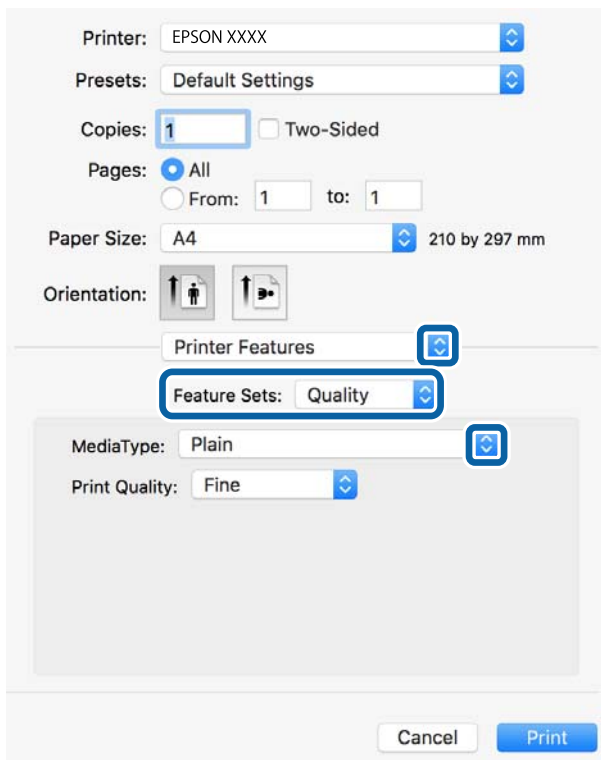 Printer: EPSON XXXX
Presets: Default Settings
Copies: 1 Two-Sided
Pages: All
From: 1 to: 1
Paper Size: A4 210 by 297 mm
Orientation:
Printer Features
Feature Sets: Quality
MediaType: Plain
Print Quality: Fine
Cancel Print